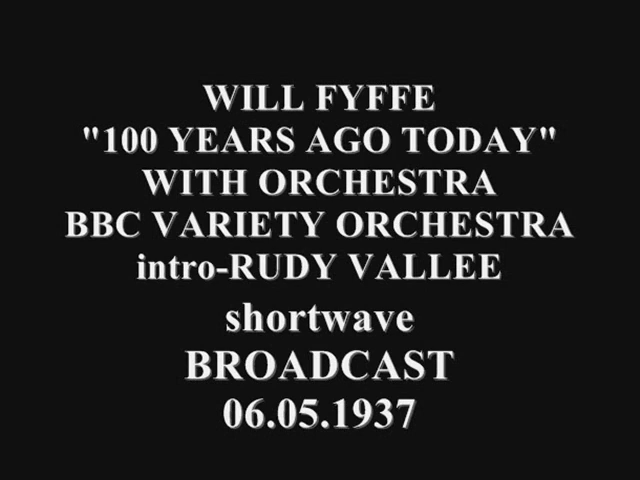 WILL FYFFE
"100 YEARS AGO TODAY"
WITH ORCHESTRA
BBC VARIETY ORCHESTRA
intro-RUDY VALLEE
shortwave
BROADCAST
06.05.1937